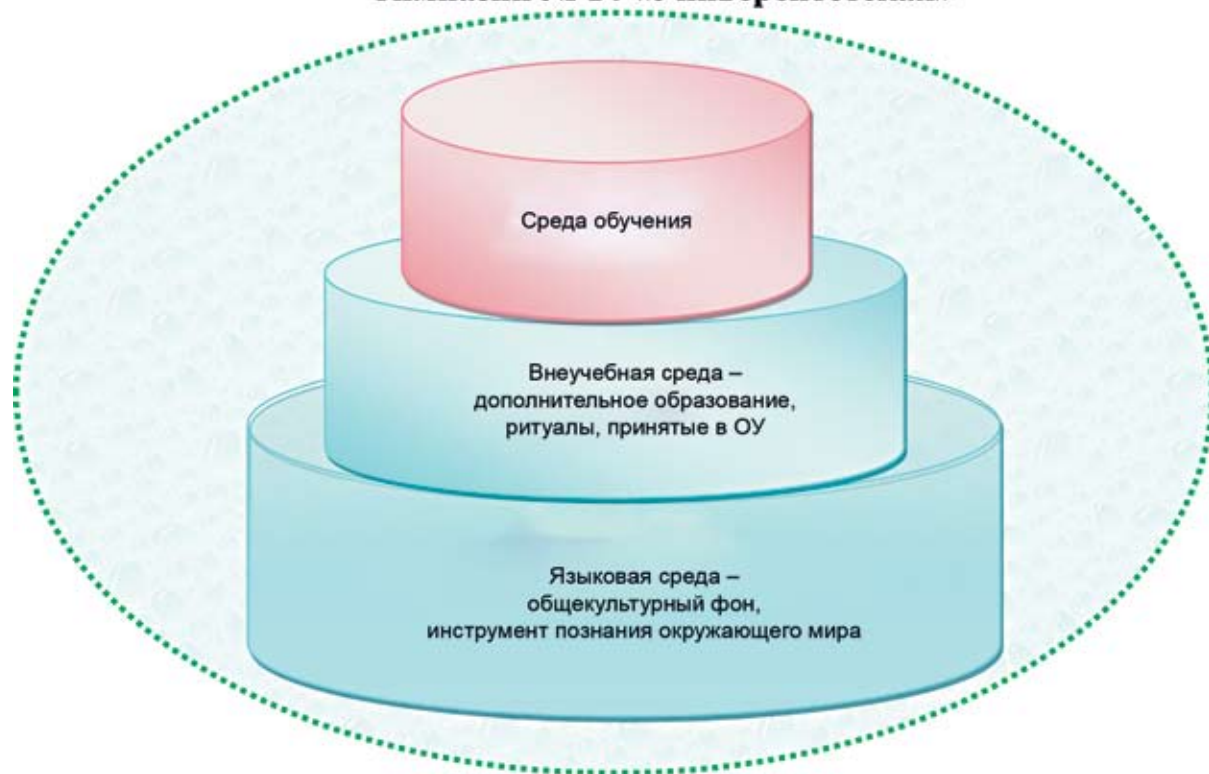 Среда обучения
Внеучебная среда –
дополнительное образование,
ритуалы, принятые в ОУ
Языковая среда –
общекультурный фон,
инструмент познания окружающего мира